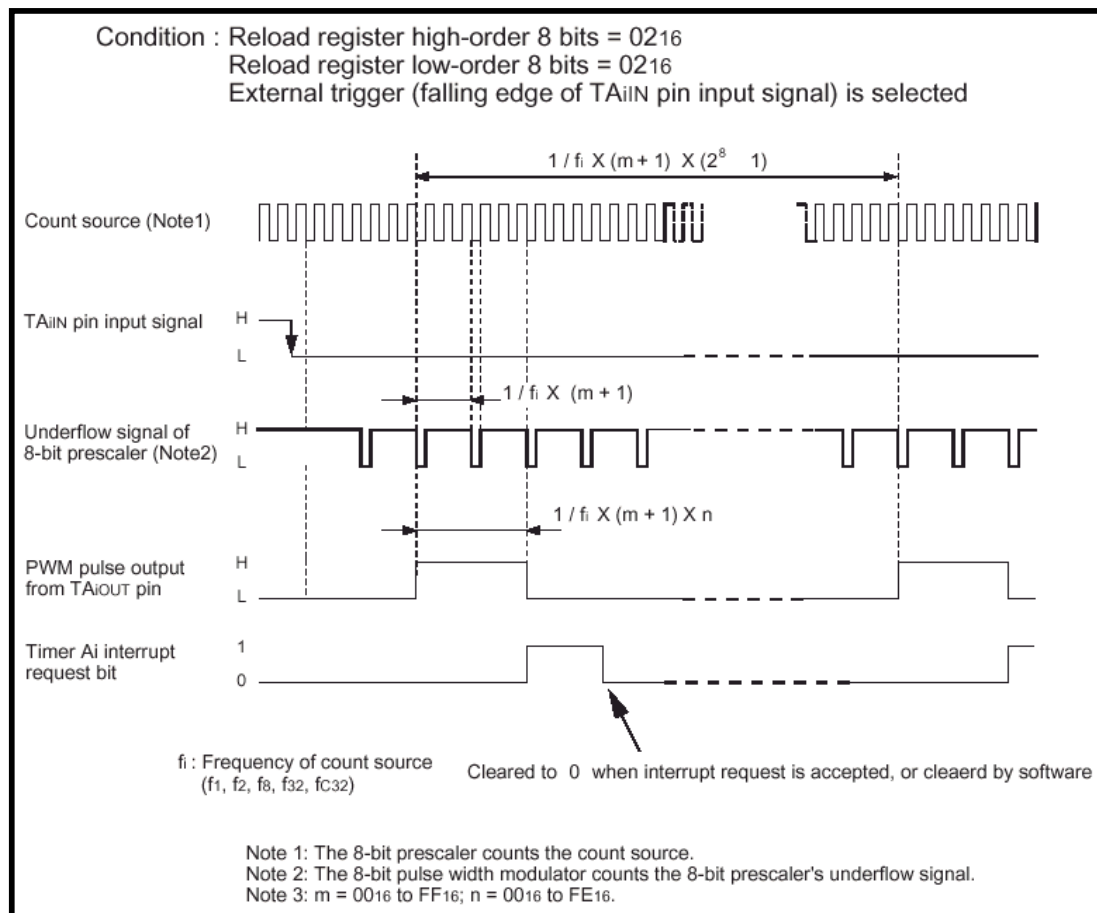 Condition : Reload register high-order 8 bits = 0216
Reload register low-order 8 bits = 0216
External trigger (falling edge of TAiIN pin input signal) is selected
1 / fi X (m + 1) X (2^8 1)
Count source (Note1)
TAiIN pin input signal
H
L
1 / fi X (m + 1)
Underflow signal of
8-bit prescaler (Note2)
H
L
1 / fi X (m + 1) X n
PWM pulse output
from TAiOUT pin
H
L
Timer Ai interrupt
request bit
1
0
fi : Frequency of count source
(f1, f2, f8, f32, fC32)
Cleared to 0 when interrupt request is accepted, or cleaerd by software
Note 1: The 8-bit prescaler counts the count source.
Note 2: The 8-bit pulse width modulator counts the 8-bit prescaler's underflow signal.
Note 3: m = 0016 to FF16; n = 0016 to FE16.